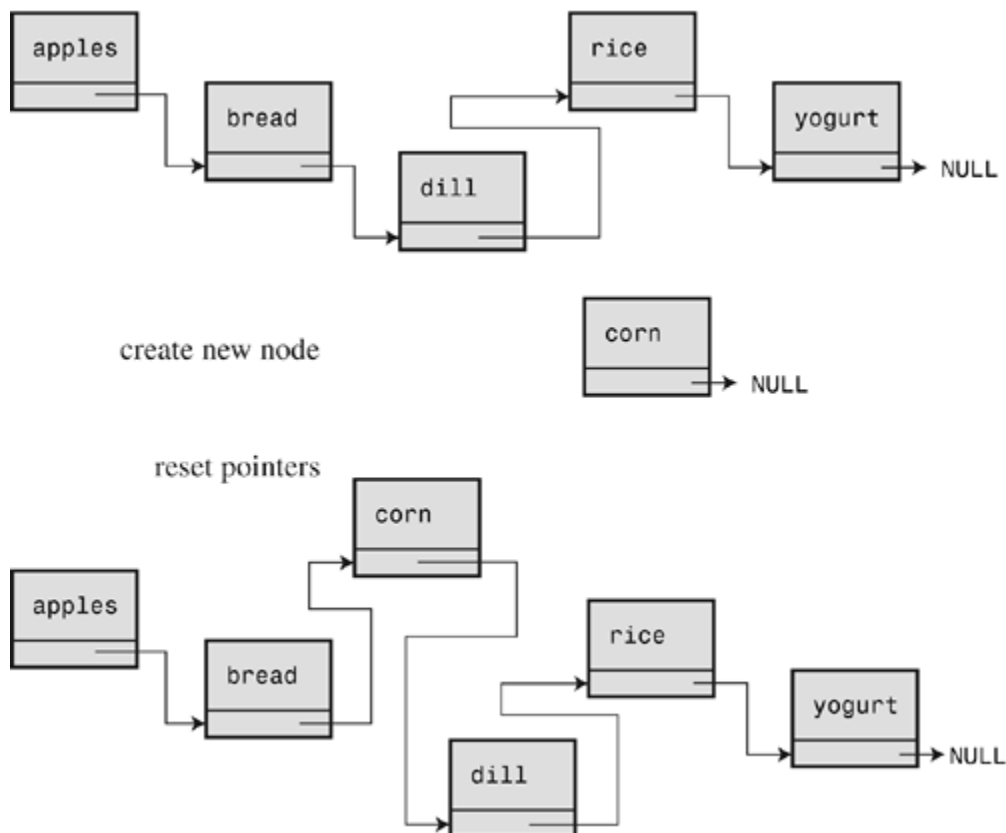 apples
rice
bread
yogurt
NULL
dill
corn
create new node
NULL
reset pointers
corn
apples
rice
bread
yogurt
NULL
dill